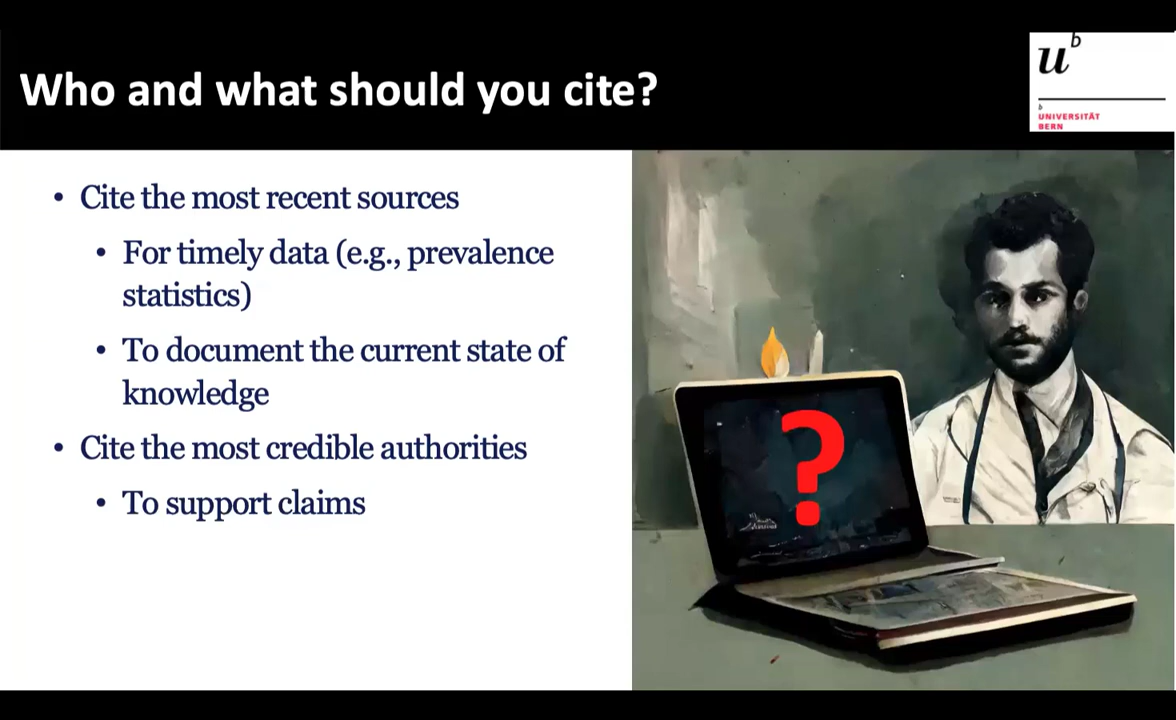 Who and what should you cite?
u
b
b
UNIVERSITÄT
BERN
• Cite the most recent sources
• For timely data (e.g., prevalence
statistics)
• To document the current state of
knowledge
• Cite the most credible authorities
• To support claims
?